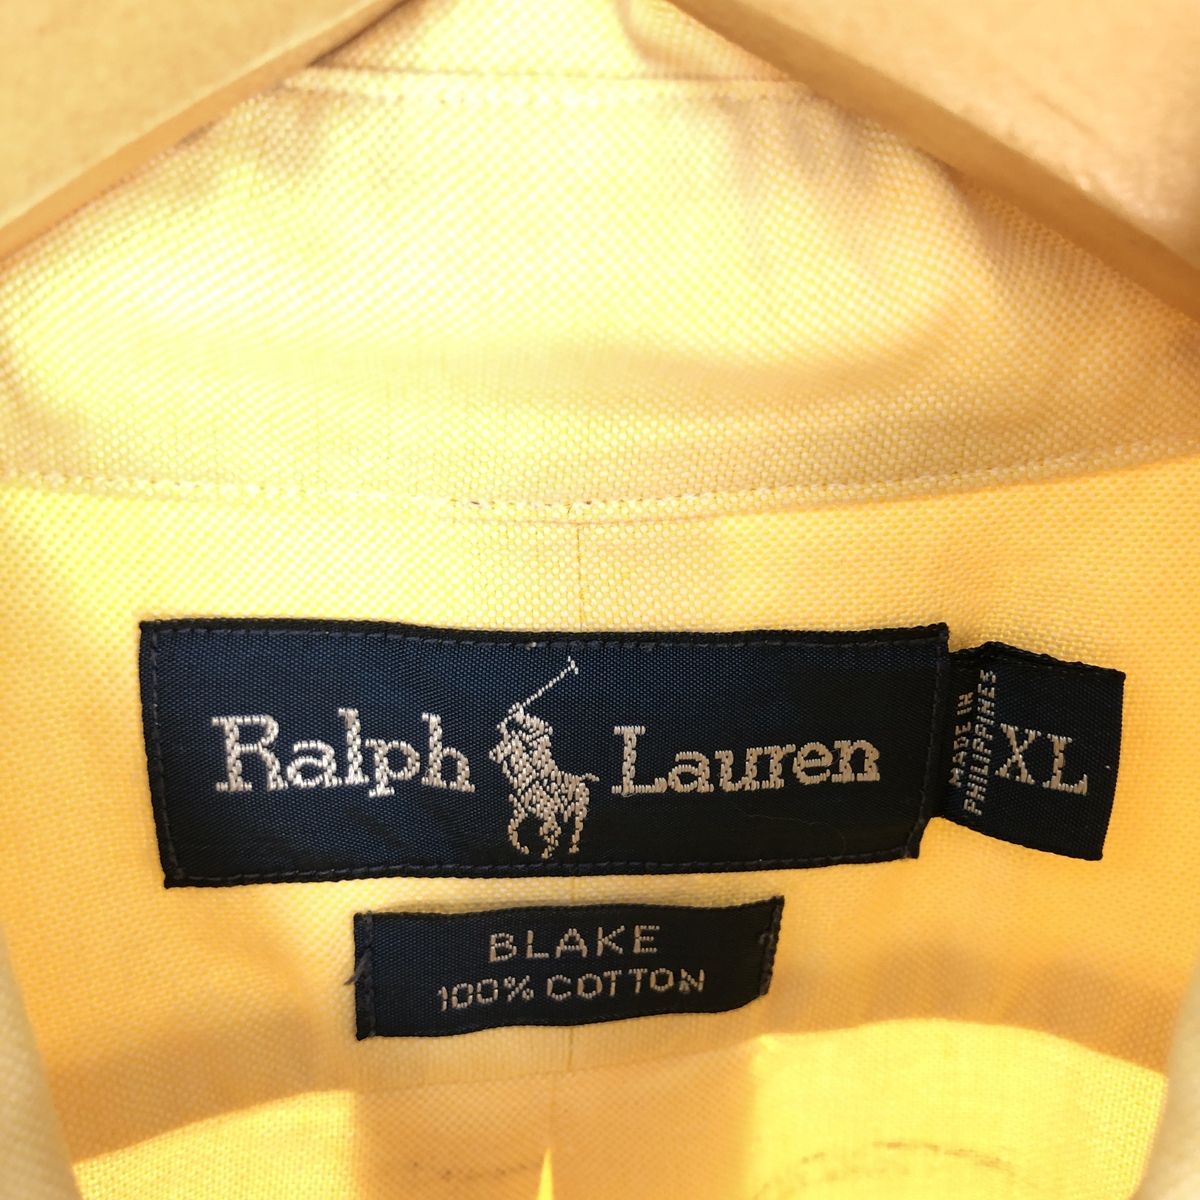 Ralph Lauren
MADE IN
PHILIPPINES
XL
BLAKE
100% COTTON